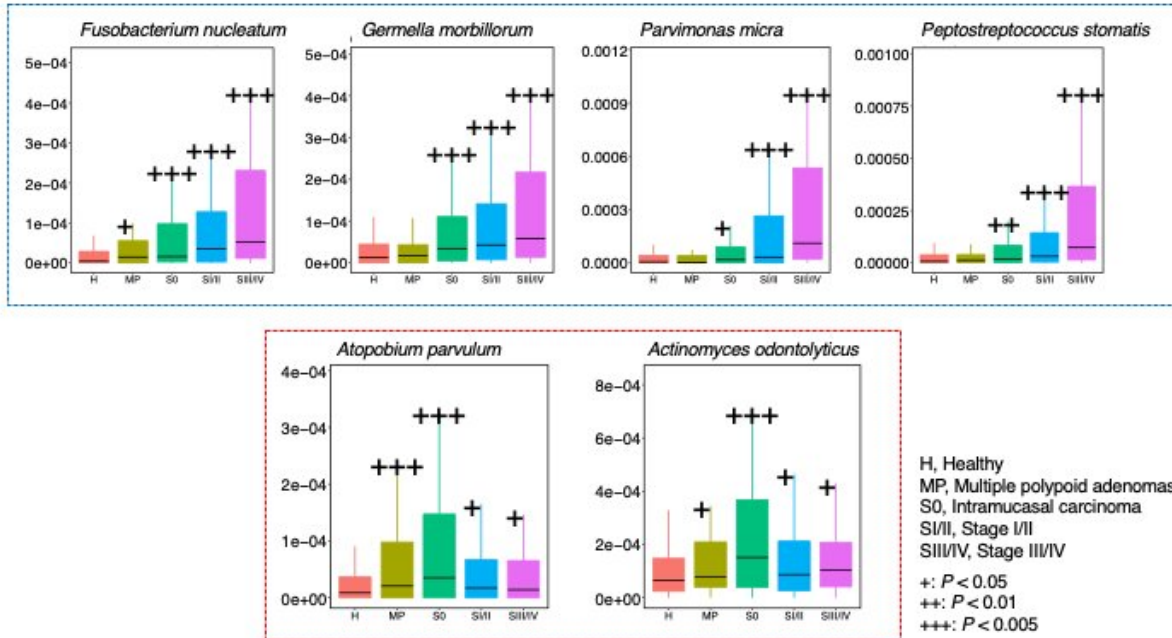 Fusobacterium nucleatum
Germella morbillorum
Parvimonas micra
Peptostreptococcus stomatis
5e−04
4e−04
3e−04
2e−04
1e−04
0e+00
+
+++
+++
+++
H MP S0 SI/II SIII/IV
5e−04
4e−04
3e−04
2e−04
1e−04
0e+00
+++
+++
+++
H MP S0 SI/II SIII/IV
0.0012
0.0009
0.0006
0.0003
0.0000
+
+++
+++
H MP S0 SI/II SIII/IV
0.00100
0.00075
0.00050
0.00025
0.00000
++
+++
+++
H MP S0 SI/II SIII/IV
Atopobium parvulum
Actinomyces odontolyticus
4e−04
3e−04
2e−04
1e−04
0e+00
+++
+++
+
+
H MP S0 SI/II SIII/IV
8e−04
6e−04
4e−04
2e−04
0e+00
+
+++
+
+
H MP S0 SI/II SIII/IV
H, Healthy
MP, Multiple polypoid adenomas
S0, Intramucasal carcinoma
SI/II, Stage I/II
SIII/IV, Stage III/IV
+: P < 0.05
++: P < 0.01
+++: P < 0.005